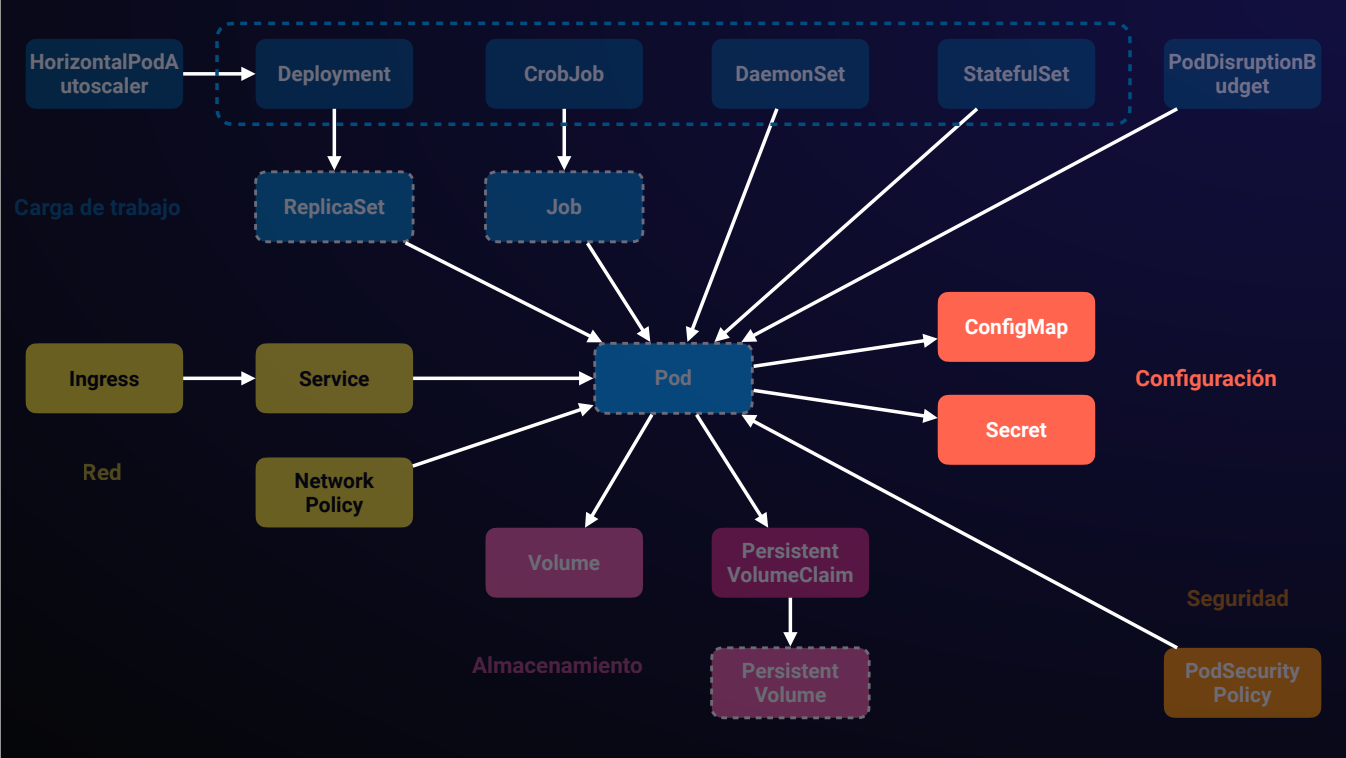 HorizontalPodA
utoscaler
Deployment
CrobJob
DaemonSet
StatefulSet
PodDisruptionB
udget
Carga de trabajo
ReplicaSet
Job
ConfigMap
Ingress
Service
Pod
Configuración
Secret
Red
Network
Policy
Volume
Persistent
VolumeClaim
Seguridad
Almacenamiento
Persistent
Volume
PodSecurity
Policy